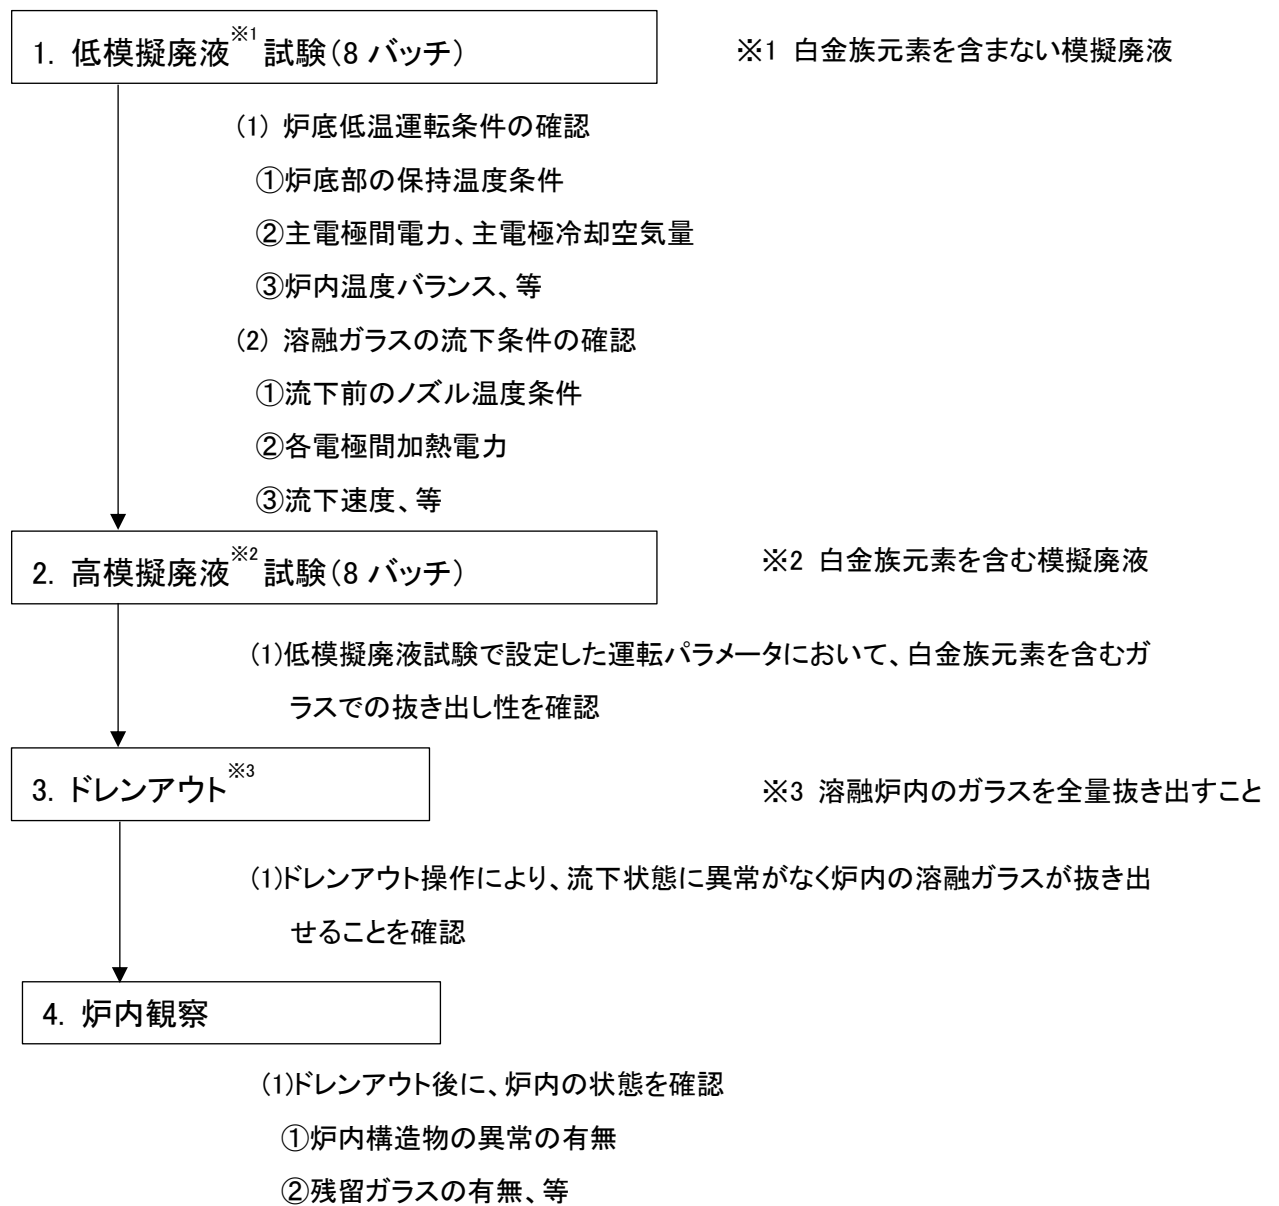 1. 低模擬廃液※1試験(8 バッチ)
※1 白金族元素を含まない模擬廃液
(1) 炉底低温運転条件の確認
①炉底部の保持温度条件
②主電極間電力、主電極冷却空気量
③炉内温度バランス、等
(2) 溶融ガラスの流下条件の確認
①流下前のノズル温度条件
②各電極間加熱電力
③流下速度、等
2. 高模擬廃液※2試験(8 バッチ)
※2 白金族元素を含む模擬廃液
(1)低模擬廃液試験で設定した運転パラメータにおいて、白金族元素を含むガ
ラスでの抜き出し性を確認
3. ドレンアウト※3
※3 溶融炉内のガラスを全量抜き出すこと
(1)ドレンアウト操作により、流下状態に異常がなく炉内の溶融ガラスが抜き出
せることを確認
4. 炉内観察
(1)ドレンアウト後に、炉内の状態を確認
①炉内構造物の異常の有無
②残留ガラスの有無、等